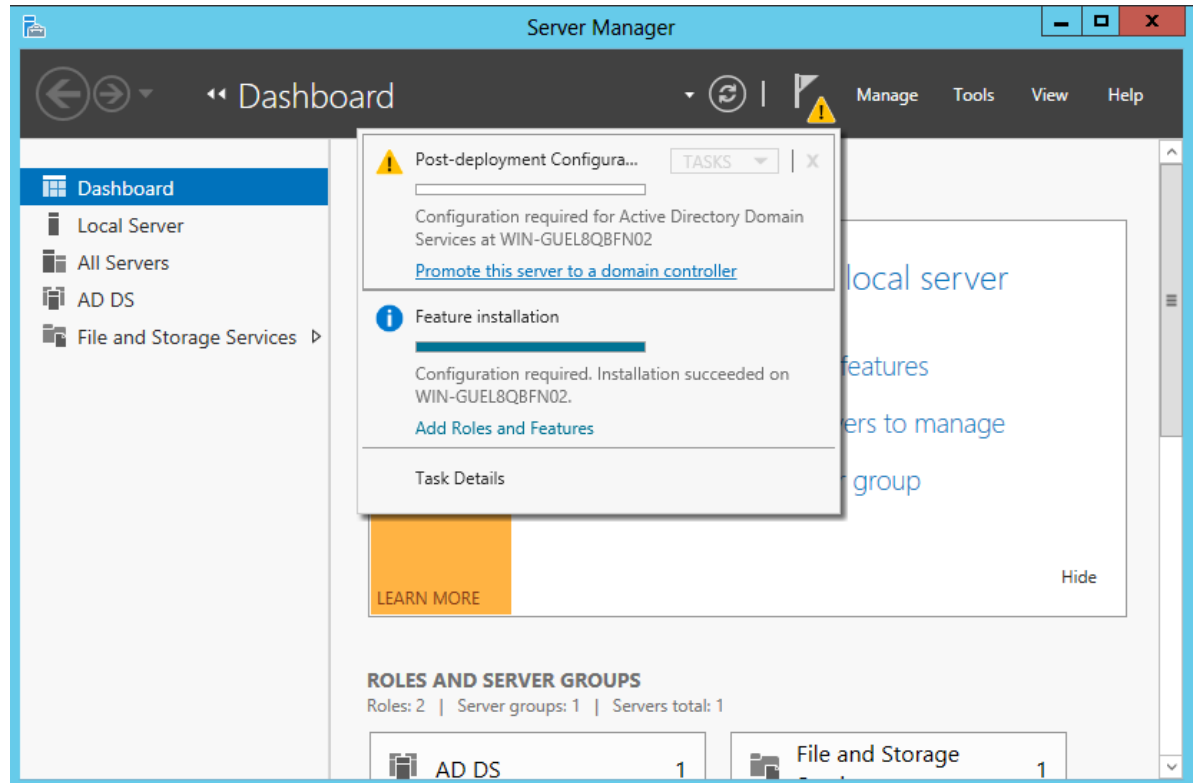 Server Manager
Dashboard
Manage Tools View Help
Dashboard
Local Server
All Servers
AD DS
File and Storage Services
Post-deployment Configura... TASKS X
Configuration required for Active Directory Domain
Services at WIN-GUEL8QBFN02
Promote this server to a domain controller
Feature installation
Configuration required. Installation succeeded on
WIN-GUEL8QBFN02.
Add Roles and Features
Task Details
local server
features
ers to manage
group
LEARN MORE
Hide
ROLES AND SERVER GROUPS
Roles: 2 | Server groups: 1 | Servers total: 1
AD DS 1
File and Storage 1